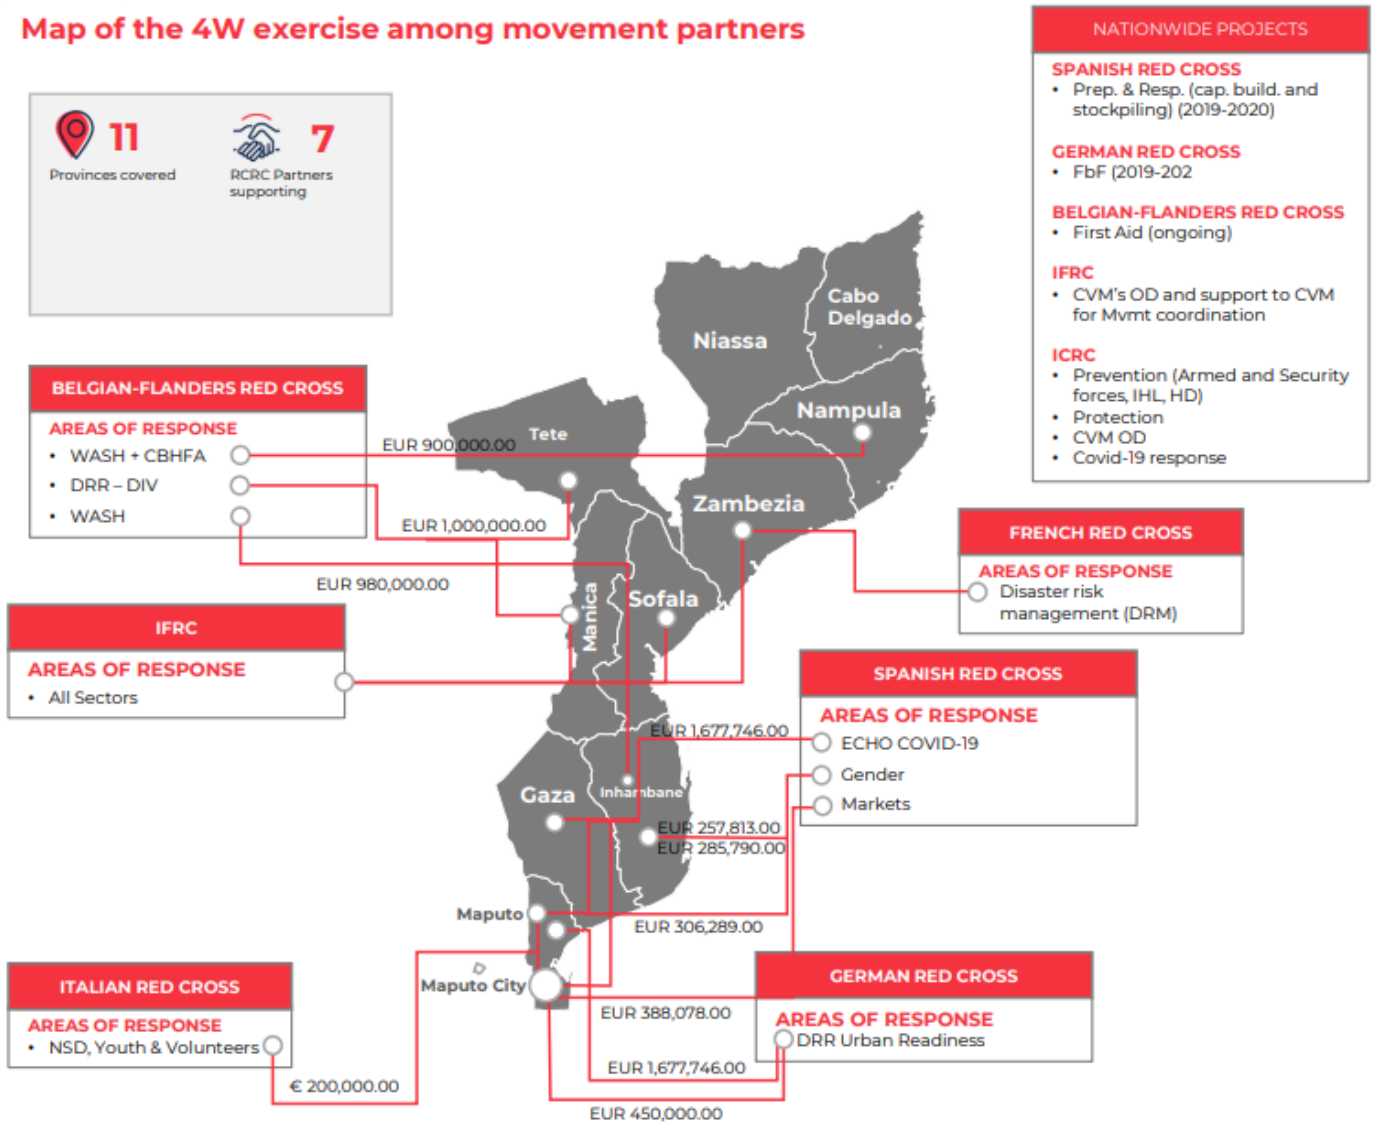 Map of the 4W exercise among movement partners
11
Provinces covered
7
RCRC Partners
supporting
NATIONWIDE PROJECTS
SPANISH RED CROSS
• Prep. & Resp. (cap. build. and
stockpiling) (2019-2020)
GERMAN RED CROSS
• FbF (2019-202
BELGIAN-FLANDERS RED CROSS
• First Aid (ongoing)
IFRC
• CVM's OD and support to CVM
for Mvmt coordination
ICRC
• Prevention (Armed and Security
forces, IHL, HD)
• Protection
• CVM OD
• Covid-19 response
BELGIAN-FLANDERS RED CROSS
AREAS OF RESPONSE
• WASH + CBHFA
• DRR – DIV
• WASH
EUR 900,000.00
EUR 1,000,000.00
EUR 980,000.00
IFRC
AREAS OF RESPONSE
• All Sectors
Cabo
Delgado
Niassa
Nampula
Tete
Zambezia
Manica
Sofala
Gaza
Inhambane
Maputo
Maputo City
FRENCH RED CROSS
AREAS OF RESPONSE
Disaster risk
management (DRM)
SPANISH RED CROSS
AREAS OF RESPONSE
ECHO COVID-19
Gender
Markets
EUR 1,677,746.00
EUR 257,813.00
EUR 285,790.00
EUR 306,289.00
ITALIAN RED CROSS
AREAS OF RESPONSE
• NSD, Youth & Volunteers
€ 200,000.00
GERMAN RED CROSS
AREAS OF RESPONSE
DRR Urban Readiness
EUR 388,078.00
EUR 1,677,746.00
EUR 450,000.00